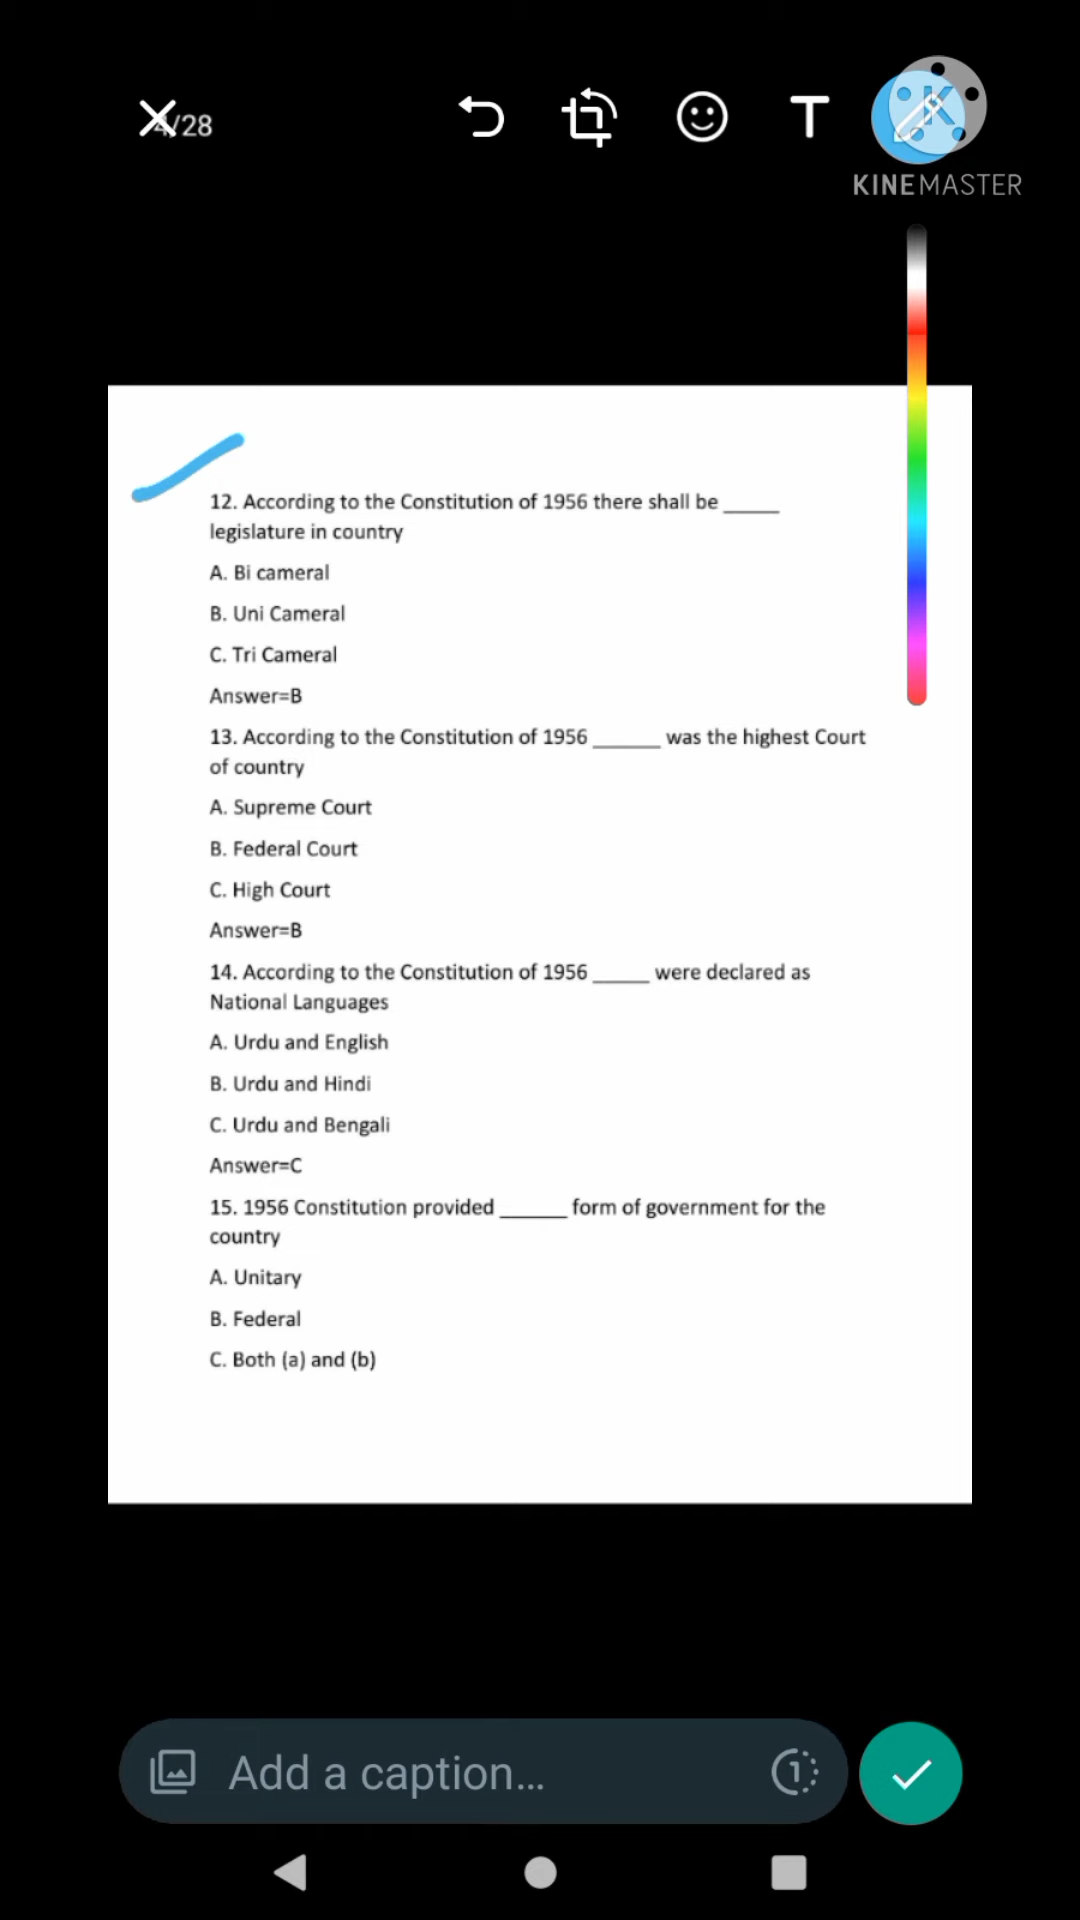 4/28
T
K
KINEMASTER
12. According to the Constitution of 1956 there shall be _____
legislature in country
A. Bi cameral
B. Uni Cameral
C. Tri Cameral
Answer=B
13. According to the Constitution of 1956 ______ was the highest Court
of country
A. Supreme Court
B. Federal Court
C. High Court
Answer=B
14. According to the Constitution of 1956 _____ were declared as
National Languages
A. Urdu and English
B. Urdu and Hindi
C. Urdu and Bengali
Answer=C
15. 1956 Constitution provided ______ form of government for the
country
A. Unitary
B. Federal
C. Both (a) and (b)
Add a caption...
1